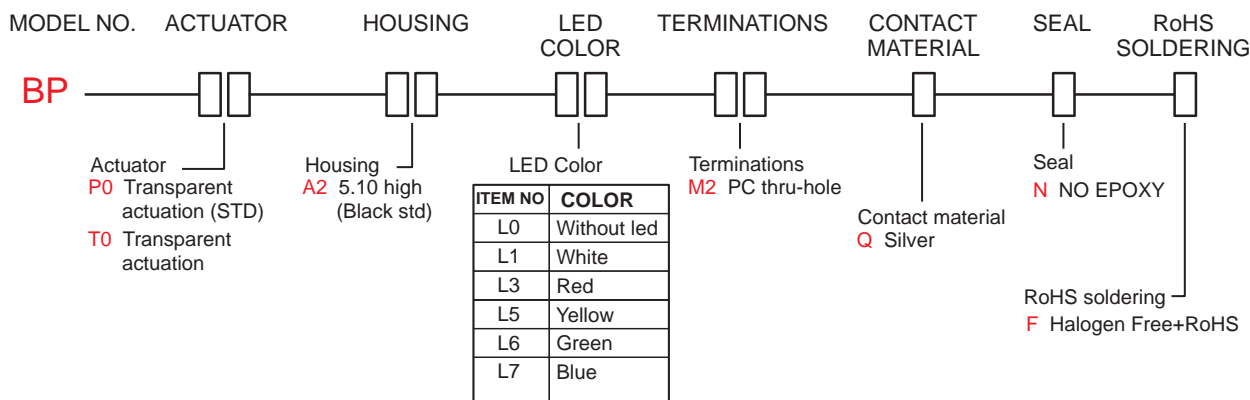 MODEL NO.
ACTUATOR
HOUSING
LED
COLOR
TERMINATIONS
CONTACT
MATERIAL
SEAL
RoHS
SOLDERING
BP
Actuator
P0 Transparent
actuation (STD)
T0 Transparent
actuation
Housing
A2 5.10 high
(Black std)
LED Color
ITEM NO COLOR
L0 Without led
L1 White
L3 Red
L5 Yellow
L6 Green
L7 Blue
Terminations
M2 PC thru-hole
Contact material
Q Silver
Seal
N NO EPOXY
RoHS soldering
F Halogen Free+RoHS